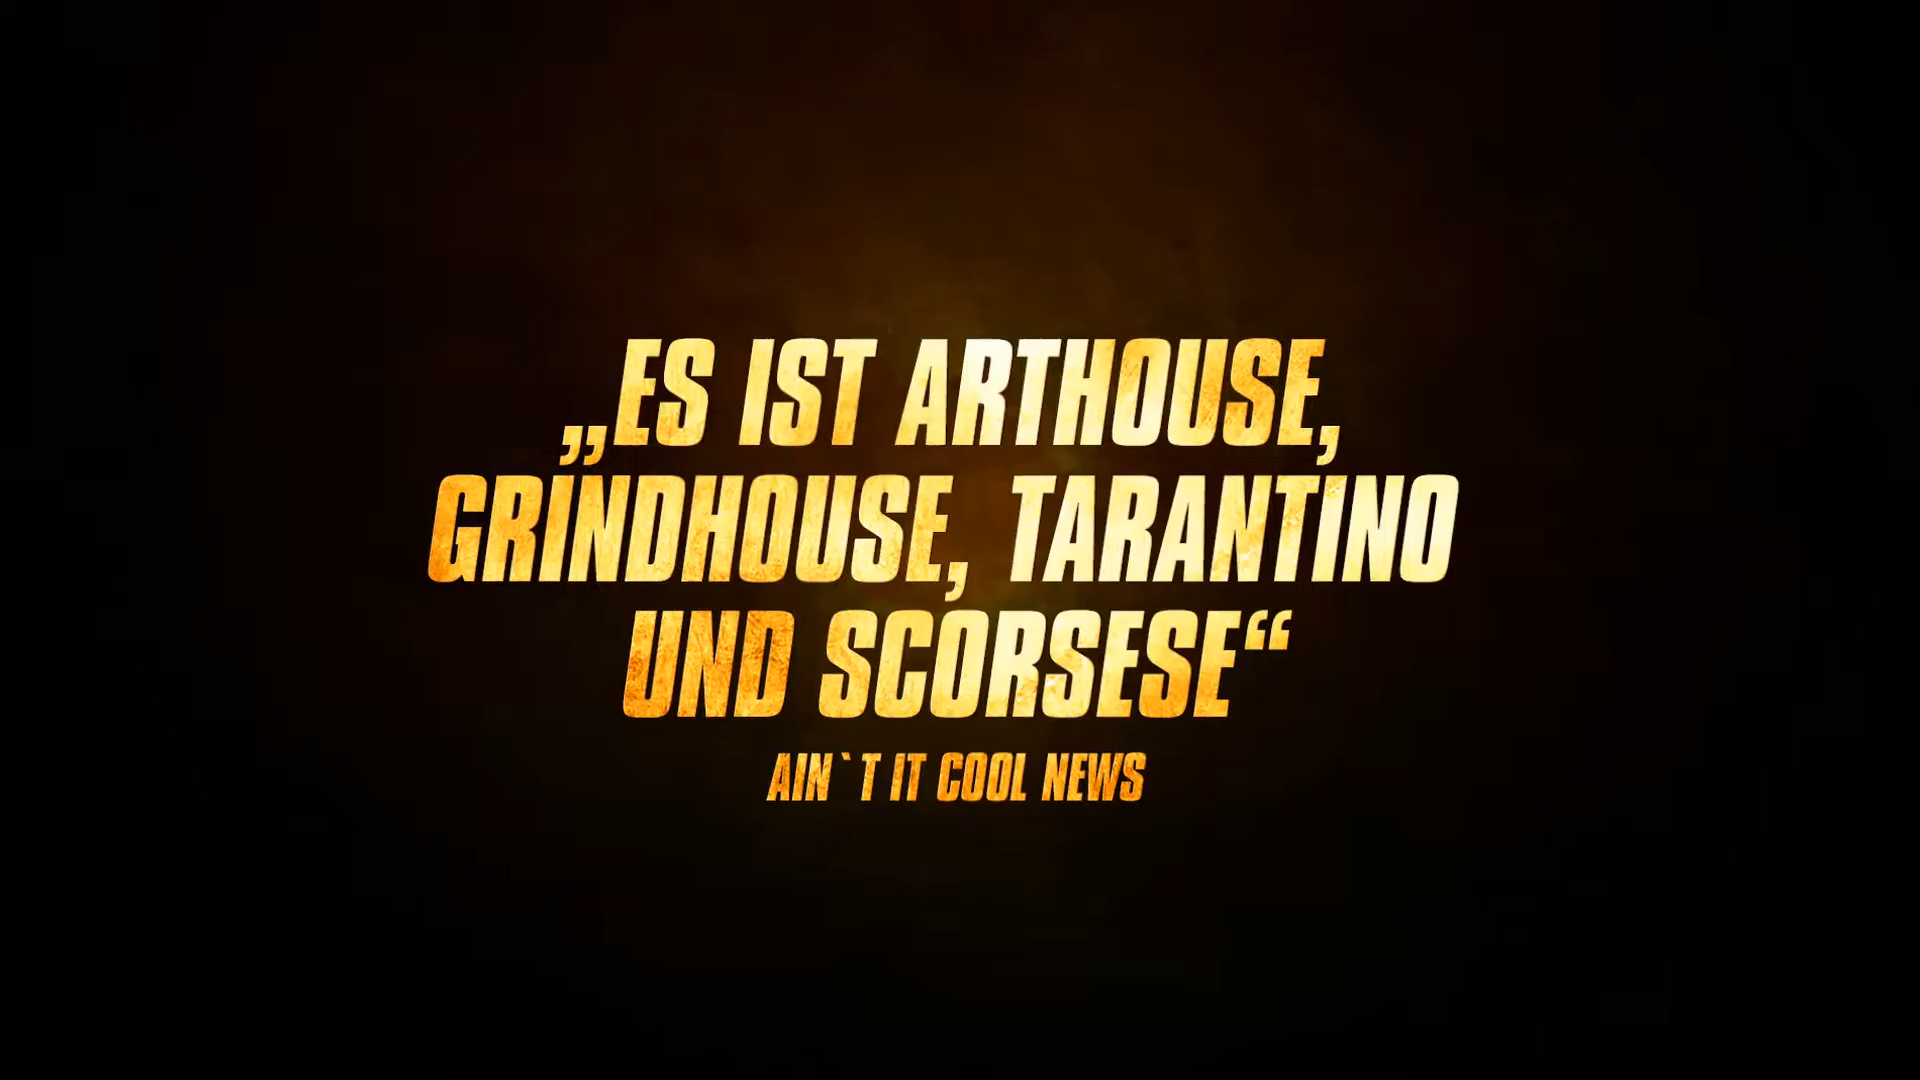 „ES IST ARTHOUSE,
GRINDHOUSE, TARANTINO
UND SCORSESE“
AIN`T IT COOL NEWS